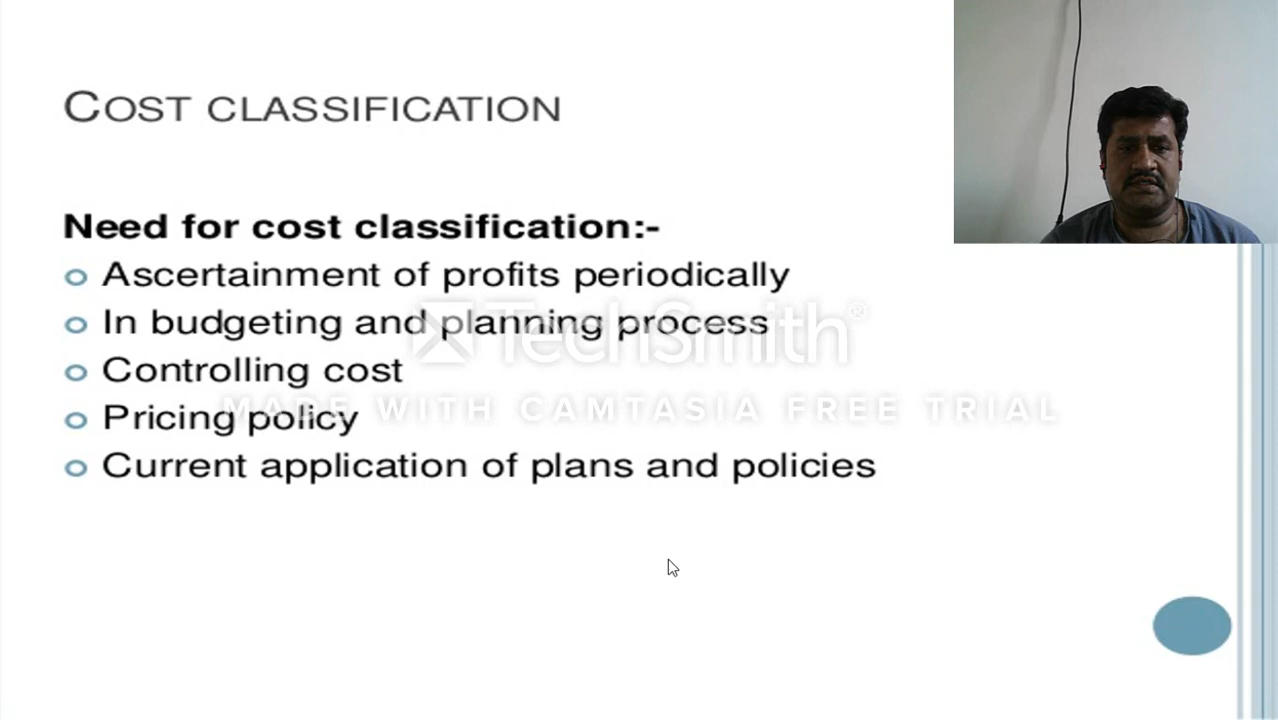 COST CLASSIFICATION
Need for cost classification:-
Ascertainment of profits periodically
In budgeting and planning process
TechSmith®
Controlling cost
MADE WITH CAMTASIA FREE TRIAL
Pricing policy
Current application of plans and policies